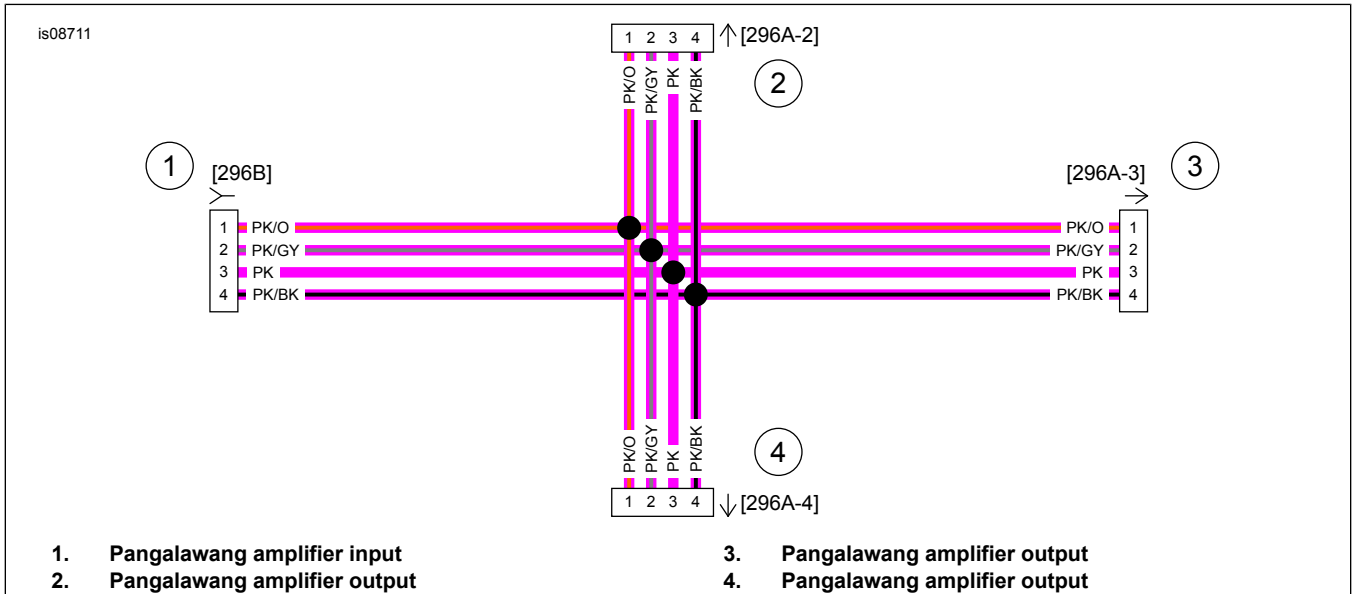 is08711
1 2 3 4 [296A-2]
PK/O PK/GY PK PK/BK
2
1 [296B]
[296A-3] 3
1 PK/O PK/O 1
2 PK/GY PK/GY 2
3 PK PK 3
4 PK/BK PK/BK 4
PK/O PK/GY PK PK/BK
4
1 2 3 4 [296A-4]
1. Pangalawang amplifier input
2. Pangalawang amplifier output
3. Pangalawang amplifier output
4. Pangalawang amplifier output